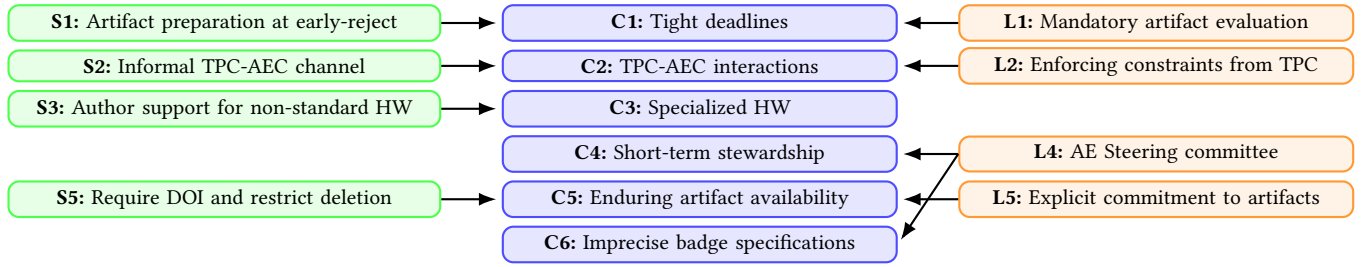 S1: Artifact preparation at early-reject
C1: Tight deadlines
L1: Mandatory artifact evaluation
S2: Informal TPC-AEC channel
C2: TPC-AEC interactions
L2: Enforcing constraints from TPC
S3: Author support for non-standard HW
C3: Specialized HW
C4: Short-term stewardship
L4: AE Steering committee
S5: Require DOI and restrict deletion
C5: Enduring artifact availability
L5: Explicit commitment to artifacts
C6: Imprecise badge specifications